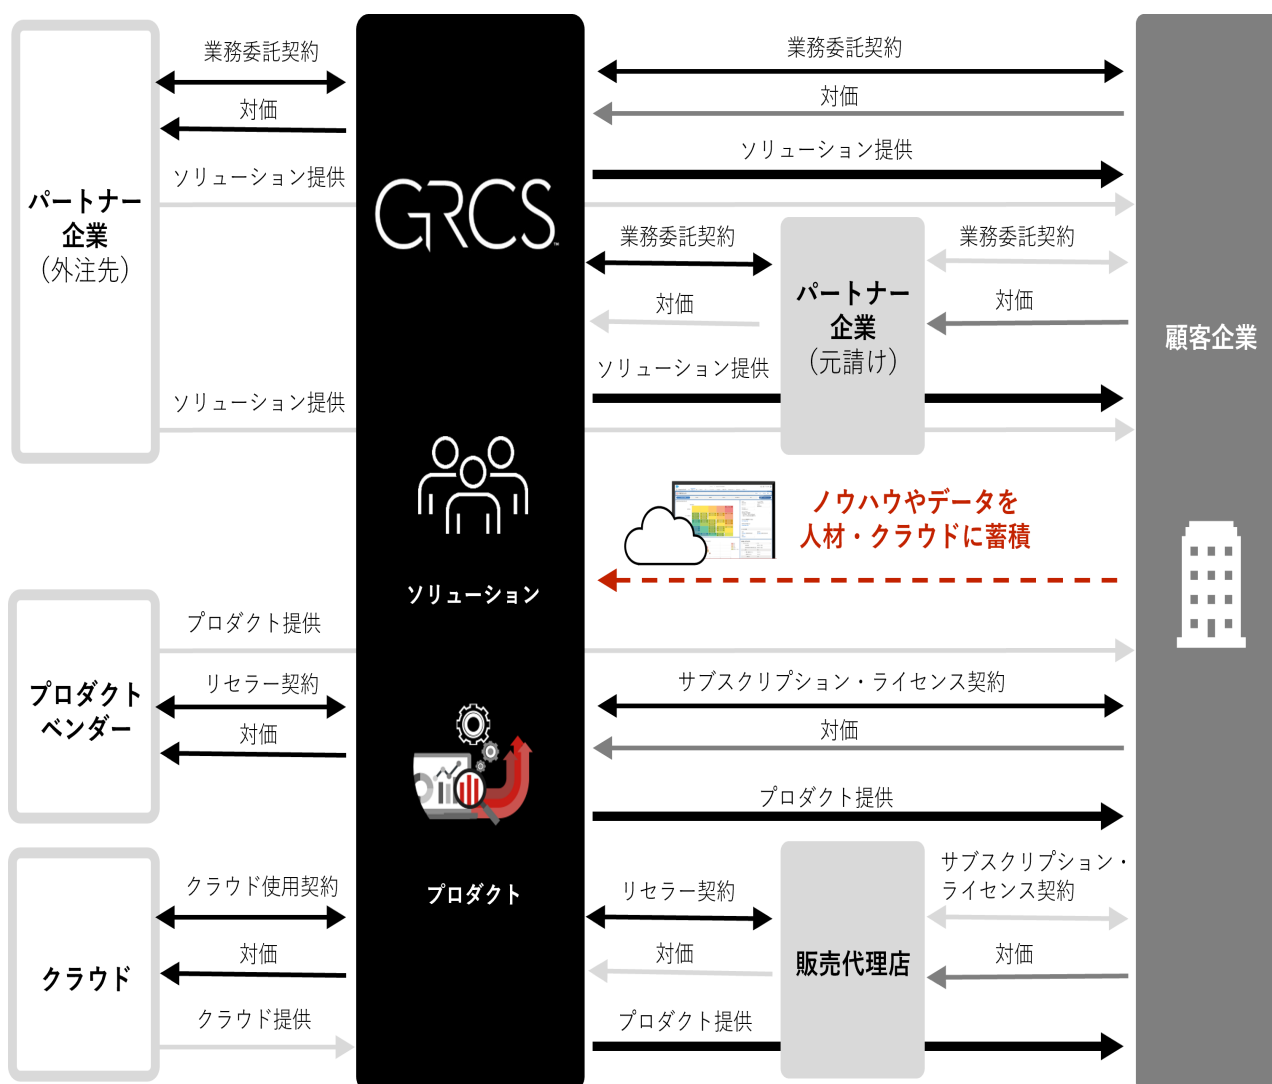 パートナー
企業
（外注先）
業務委託契約
対価
ソリューション提供
ソリューション提供
GRCS
業務委託契約
対価
ソリューション提供
業務委託契約
対価
ソリューション提供
パートナー
企業
（元請け）
業務委託契約
対価
顧客企業
ノウハウやデータを
人材・クラウドに蓄積
ソリューション
プロダクト
ベンダー
プロダクト提供
リセラー契約
対価
サブスクリプション・ライセンス契約
対価
プロダクト提供
プロダクト
クラウド
クラウド使用契約
対価
クラウド提供
リセラー契約
対価
プロダクト提供
販売代理店
サブスクリプション・
ライセンス契約
対価